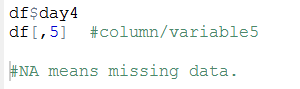 df$day4
df[,5]  #column/variable5
#NA means missing data.